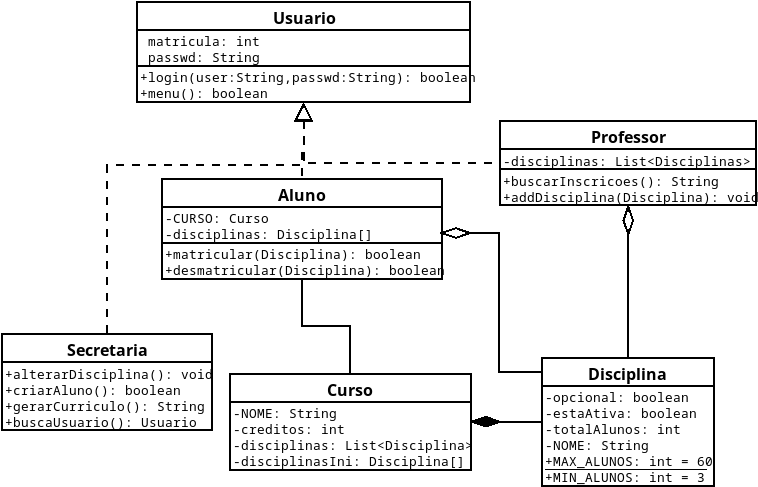 Usuario
matricula: int
passwd: String
+login(user:String,passwd:String): boolean
+menu(): boolean
Professor
-disciplinas: List<Disciplinas>
+buscarInscricoes(): String
+addDisciplina(Disciplina): void
Aluno
-CURSO: Curso
-disciplinas: Disciplina[]
+matricular(Disciplina): boolean
+desmatricular(Disciplina): boolean
Secretaria
+alterarDisciplina(): void
+criarAluno(): boolean
+gerarCurriculo(): String
+buscaUsuario(): Usuario
Curso
-NOME: String
-creditos: int
-disciplinas: List<Disciplina>
-disciplinasIni: Disciplina[]
Disciplina
-opcional: boolean
-estaAtiva: boolean
-totalAlunos: int
-NOME: String
+MAX_ALUNOS: int = 60
+MIN_ALUNOS: int = 3